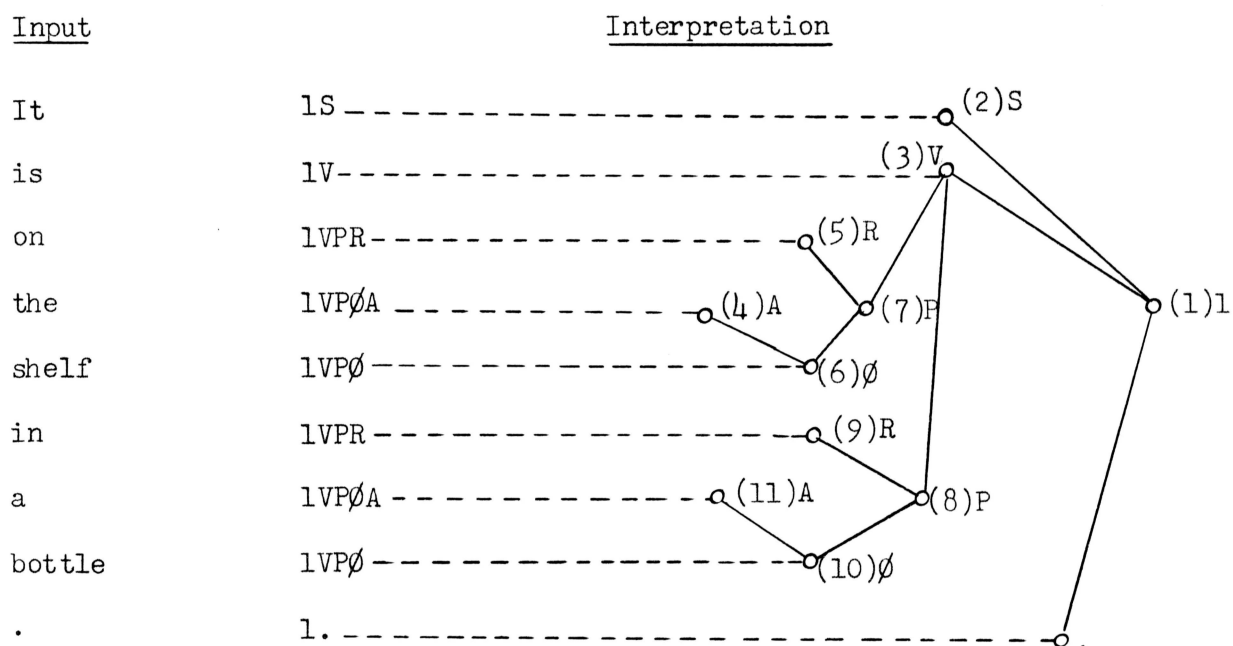 Input Interpretation
It 1S (2)S
is 1V (3)V
on 1VPR (5)R
the 1VPØA (4)A (7)P (1)1
shelf 1VPØ (6)Ø
in 1VPR (9)R
a 1VPØA (11)A (8)P
bottle 1VPØ (10)Ø
. 1. .